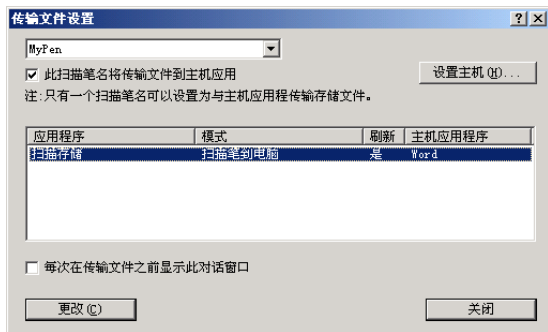 传输文件设置
MyPen
此扫描笔名将传输文件到主机应用
设置主机(H)...
注:只有一个扫描笔名可以设置为与主机应用程传输存储文件。
应用程序 模式 刷新 主机应用程序
扫描存储 扫描笔到电脑 是 Word
每次在传输文件之前显示此对话窗口
更改(C) 关闭